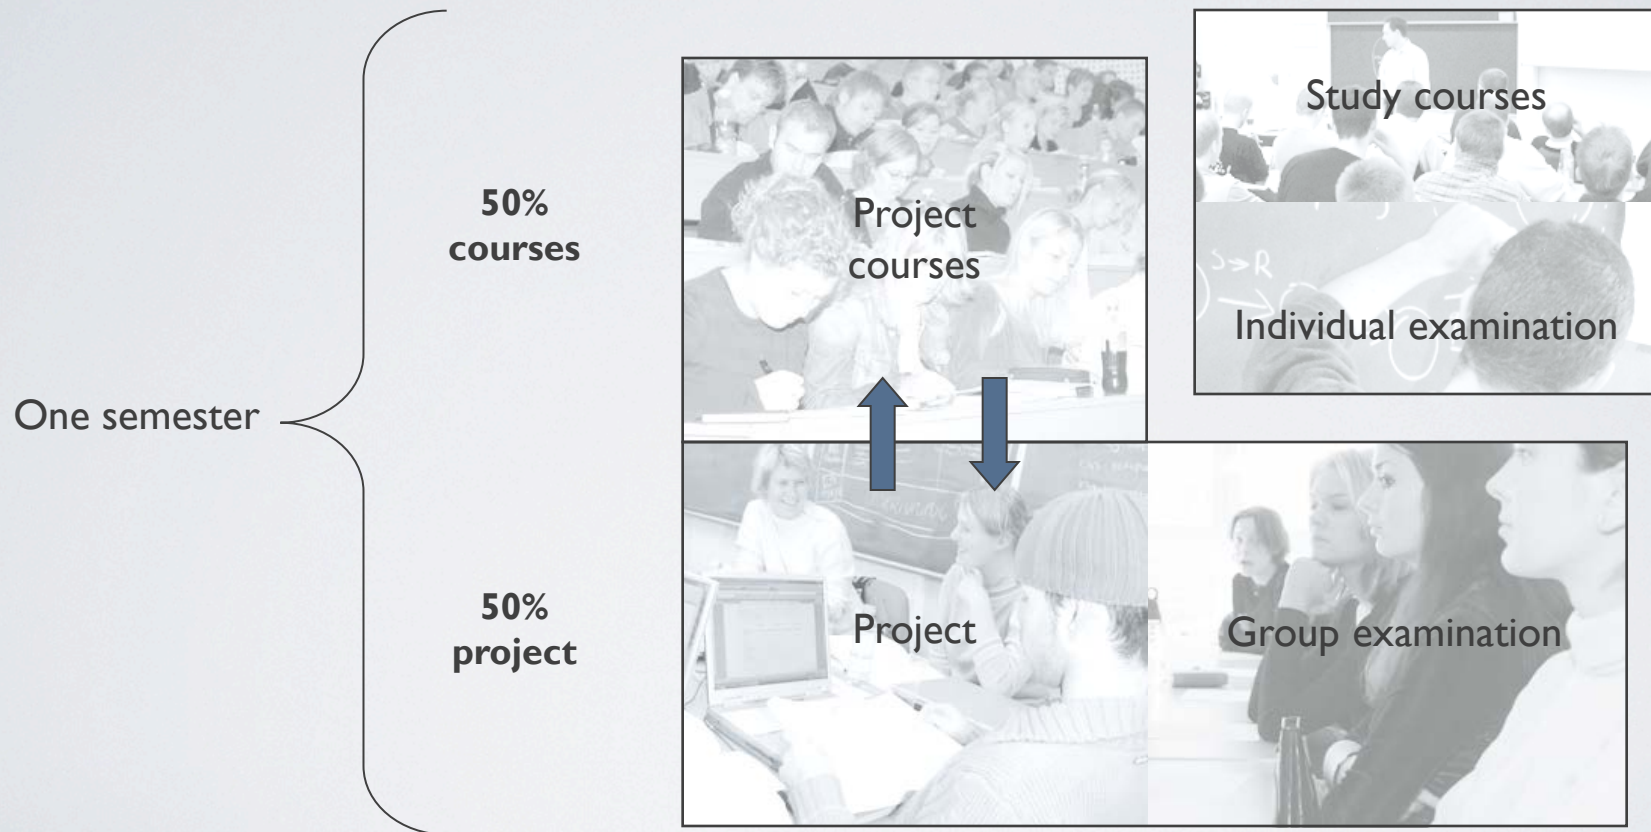 One semester
50%
courses
Project
courses
Study courses
Individual examination
50%
project
Project
Group examination
S→R